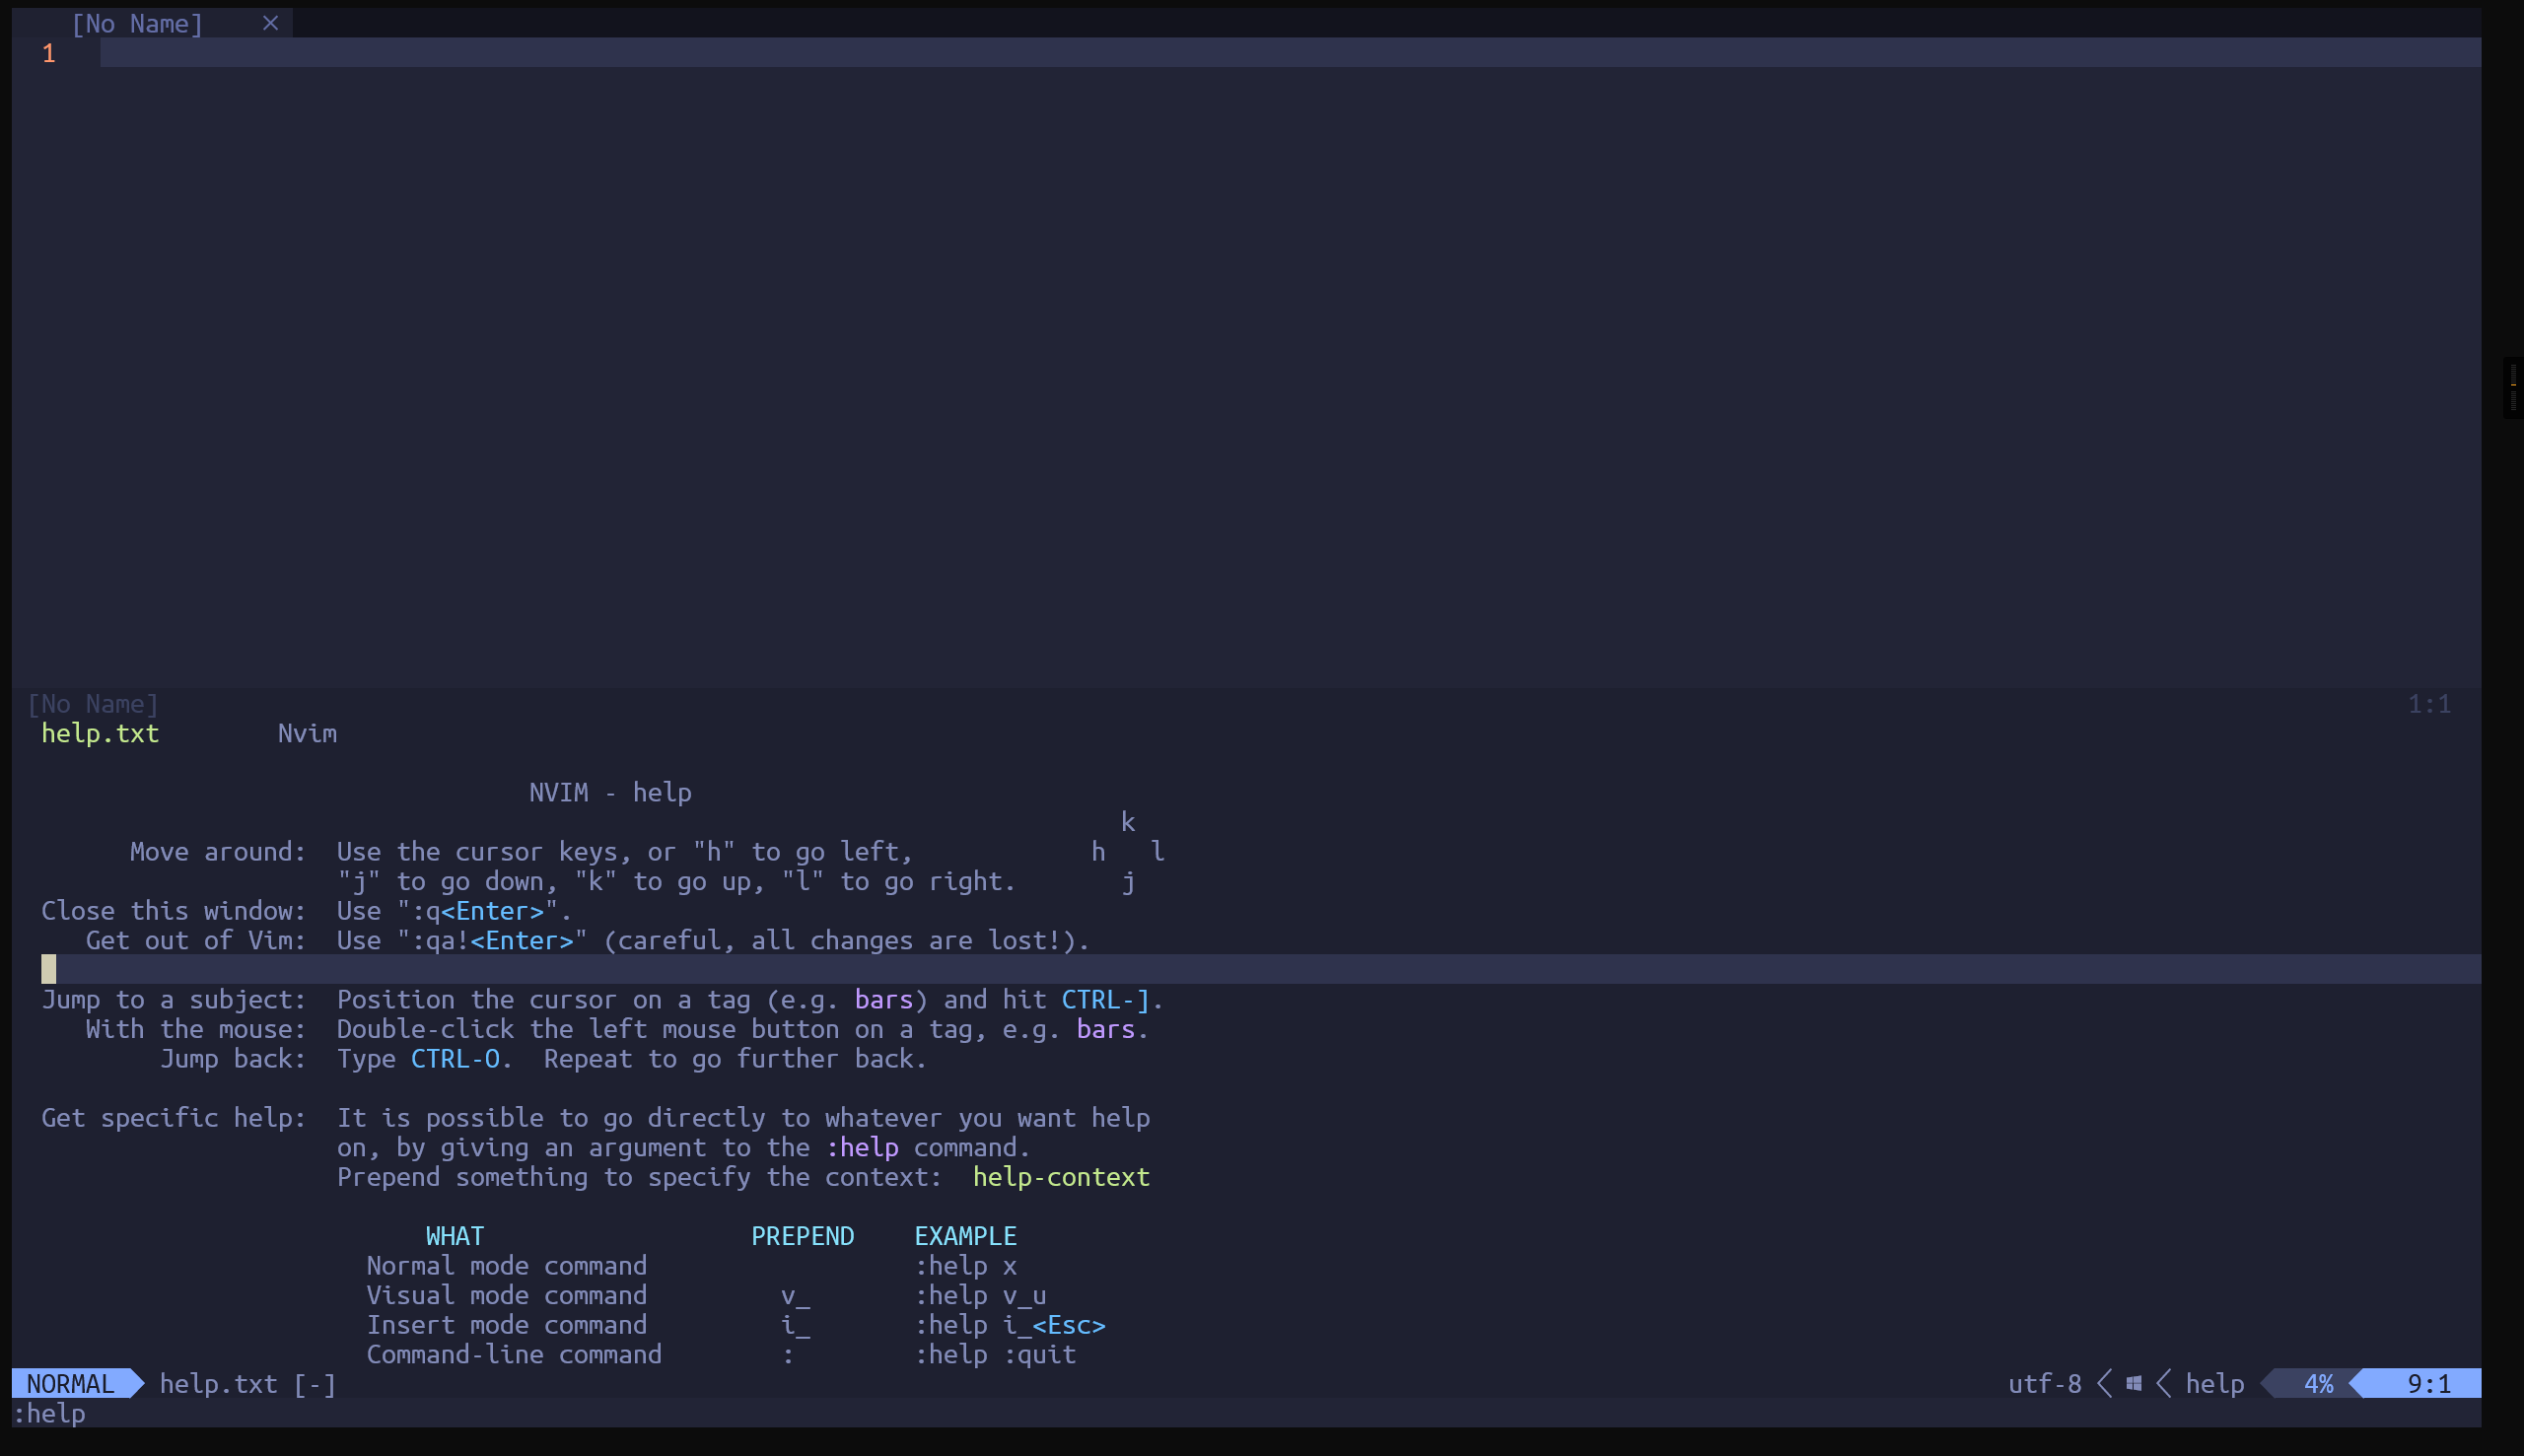 [No Name] ×
1
[No Name] 1:1
help.txt Nvim
NVIM - help
k
Move around: Use the cursor keys, or "h" to go left, h l
"j" to go down, "k" to go up, "l" to go right. j
Close this window: Use ":q<Enter>".
Get out of Vim: Use ":qa!<Enter>" (careful, all changes are lost!).
Jump to a subject: Position the cursor on a tag (e.g. bars) and hit CTRL-].
With the mouse: Double-click the left mouse button on a tag, e.g. bars.
Jump back: Type CTRL-O. Repeat to go further back.
Get specific help: It is possible to go directly to whatever you want help
on, by giving an argument to the :help command.
Prepend something to specify the context: help-context
WHAT PREPEND EXAMPLE
Normal mode command :help x
Visual mode command v_ :help v_u
Insert mode command i_ :help i_<Esc>
Command-line command : :help :quit
NORMAL help.txt [-] utf-8 help 4% 9:1
:help